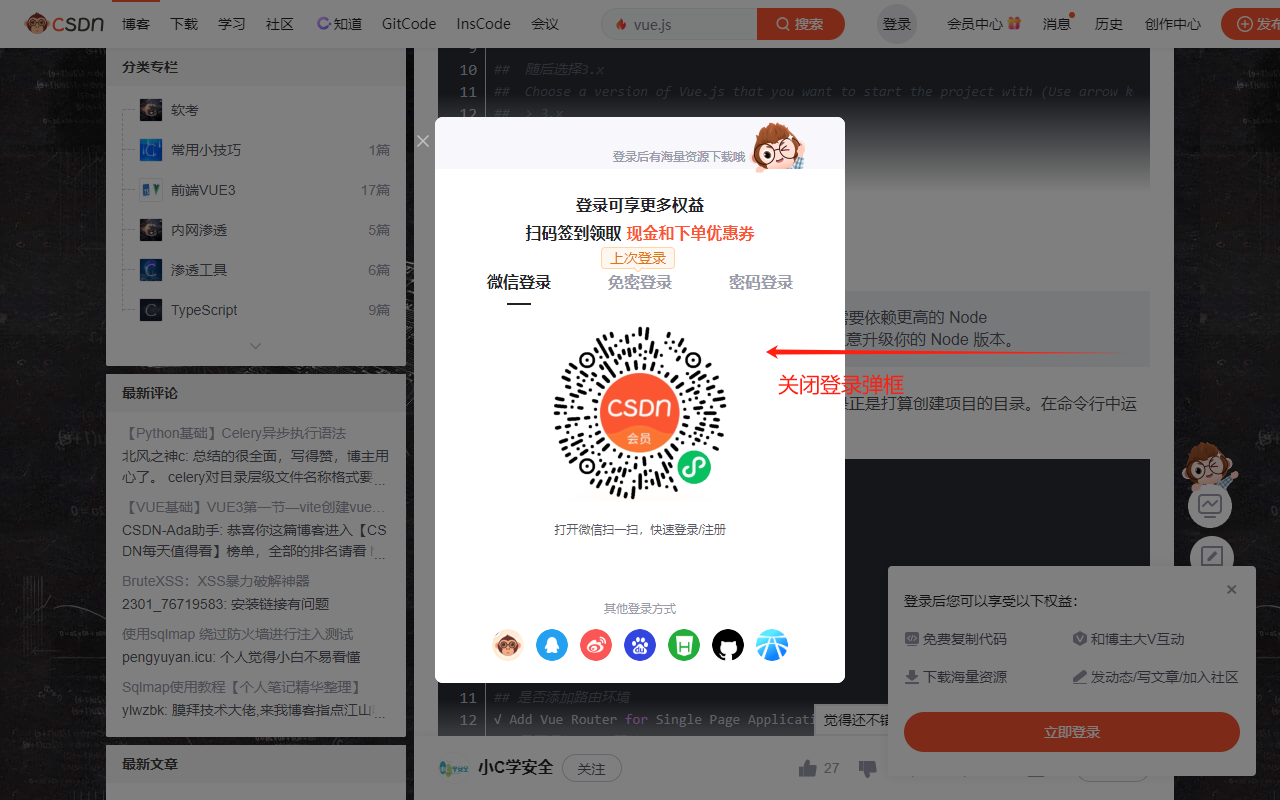 CSDN 博客 下载 学习 社区 C知道 GitCode InsCode 会议 vue.js 搜索 登录 会员中心 消息 历史 创作中心 发布
分类专栏
软考
常用小技巧 1篇
前端VUE3 17篇
内网渗透 5篇
渗透工具 6篇
TypeScript 9篇
最新评论
【Python基础】Celery异步执行语法
北风之神c: 总结的很全面，写得赞，博主用
心了。 celery对目录层级文件名称格式要...
【VUE基础】VUE3第一节—vite创建vue...
CSDN-Ada助手: 恭喜你这篇博客进入【CS
DN每天值得看】榜单，全部的排名请看 ...
BruteXSS：XSS暴力破解神器
2301_76719583: 安装链接有问题
使用sqlmap 绕过防火墙进行注入测试
pengyuyan.icu: 个人觉得小白不易看懂
Sqlmap使用教程【个人笔记精华整理】
ylwzbk: 膜拜技术大佬,来我博客指点江山...
最新文章
9
10 ## 随后选择3.x
11 ## Choose a version of Vue.js that you want to start the project with (Use arrow k
12 ## > 3.x
登录后有海量资源下载哦
登录可享更多权益
扫码签到领取 现金和下单优惠券
上次登录
微信登录 免密登录 密码登录
CSDN
会员
打开微信扫一扫，快速登录/注册
其他登录方式
需要依赖更高的 Node
意升级你的 Node 版本。
关闭登录弹框
正是打算创建项目的目录。在命令行中运
11 ## 是否添加路由环境
12 √ Add Vue Router for Single Page Applicati
觉得还不错
小C学安全 关注 27
登录后您可以享受以下权益：
免费复制代码 和博主大V互动
下载海量资源 发动态/写文章/加入社区
立即登录